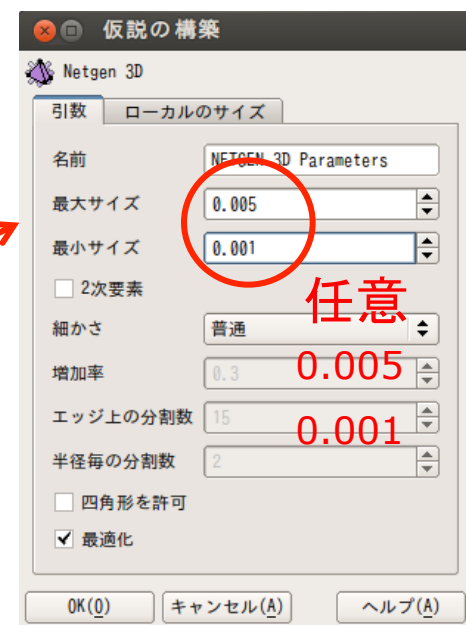 仮説の構築
Netgen 3D
引数 ローカルのサイズ
名前 NETGEN 3D Parameters
最大サイズ 0.005
最小サイズ 0.001
2次要素
任意
細かさ 普通
増加率 0.3
0.005
エッジ上の分割数 15
0.001
半径毎の分割数 2
四角形を許可
最適化
OK(O) キャンセル(A) ヘルプ(A)